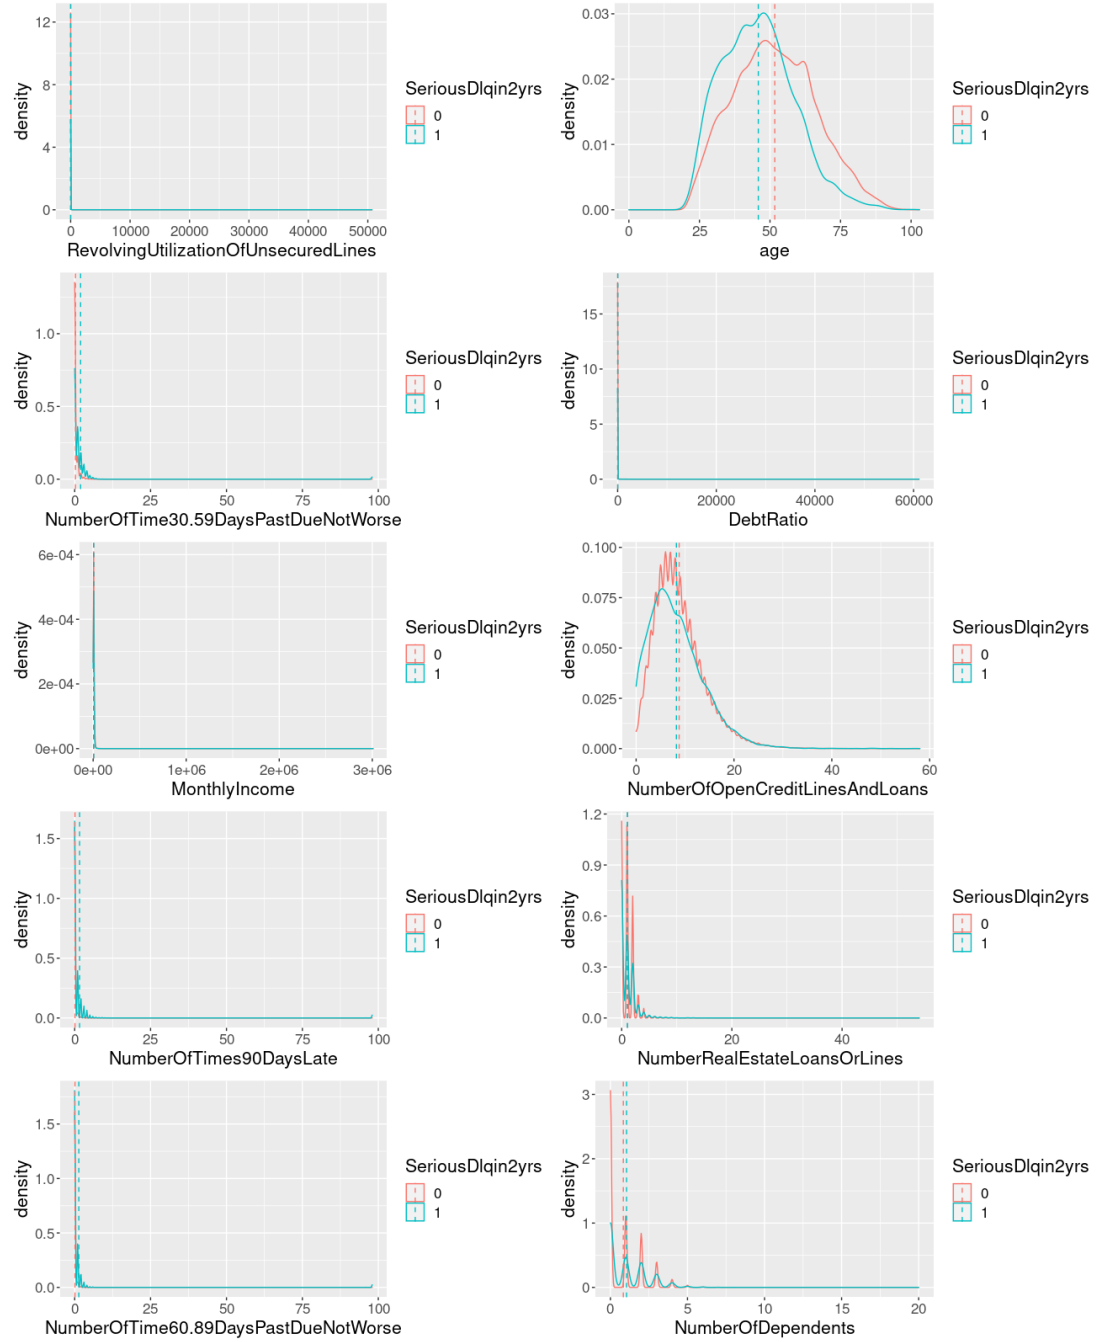 density
12
8
4
0
0
10000
20000
30000
40000
50000
RevolvingUtilizationOfUnsecuredLines
SeriousDlqin2yrs
0
1
density
0.03
0.02
0.01
0.00
0
25
50
75
100
age
SeriousDlqin2yrs
0
1
density
1.0
0.5
0.0
0
25
50
75
100
NumberOfTime30.59DaysPastDueNotWorse
SeriousDlqin2yrs
0
1
density
15
10
5
0
0
20000
40000
60000
DebtRatio
SeriousDlqin2yrs
0
1
density
6e-04
4e-04
2e-04
0e+00
0e+00
1e+06
2e+06
3e+06
MonthlyIncome
SeriousDlqin2yrs
0
1
density
0.100
0.075
0.050
0.025
0.000
0
20
40
60
NumberOfOpenCreditLinesAndLoans
SeriousDlqin2yrs
0
1
density
1.5
1.0
0.5
0.0
0
25
50
75
100
NumberOfTimes90DaysLate
SeriousDlqin2yrs
0
1
density
1.2
0.9
0.6
0.3
0.0
0
20
40
NumberRealEstateLoansOrLines
SeriousDlqin2yrs
0
1
density
1.5
1.0
0.5
0.0
0
25
50
75
100
NumberOfTime60.89DaysPastDueNotWorse
SeriousDlqin2yrs
0
1
density
3
2
1
0
0
5
10
15
20
NumberOfDependents
SeriousDlqin2yrs
0
1